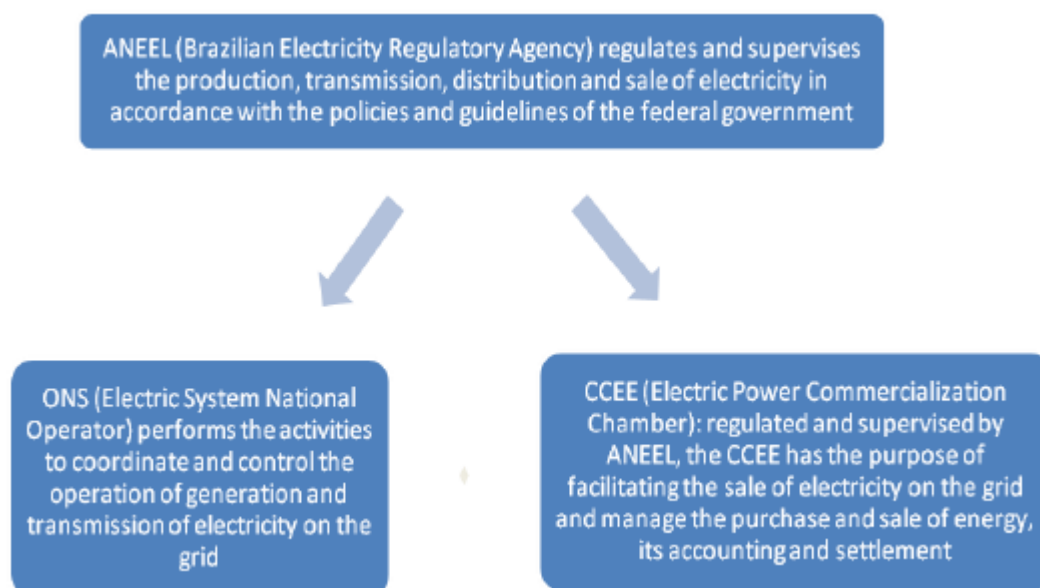 ANEEL (Brazilian Electricity Regulatory Agency) regulates and supervises
the production, transmission, distribution and sale of electricity in
accordance with the policies and guidelines of the federal government
ONS (Electric System National
Operator) performs the activities
to coordinate and control the
operation of generation and
transmission of electricity on the
grid
CCEE (Electric Power Commercialization
Chamber): regulated and supervised by
ANEEL, the CCEE has the purpose of
facilitating the sale of electricity on the grid
and manage the purchase and sale of energy,
its accounting and settlement